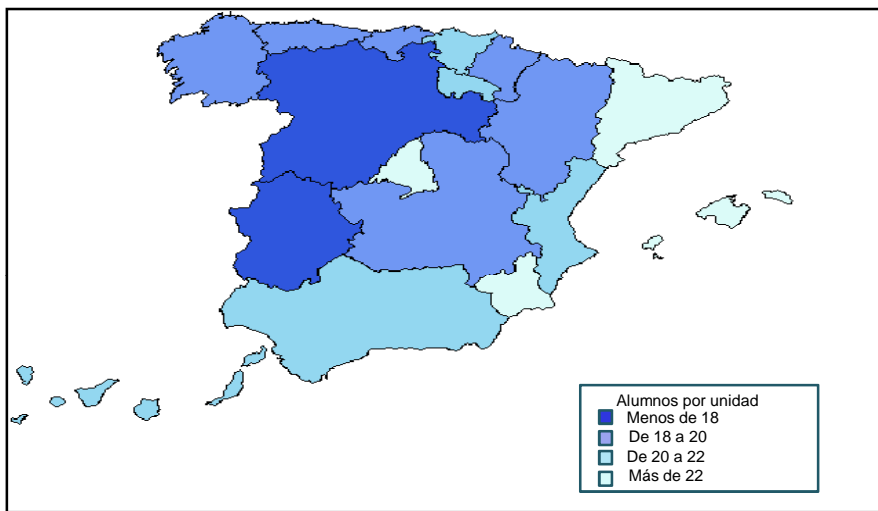 Alumnos por unidad
Menos de 18
De 18 a 20
De 20 a 22
Más de 22